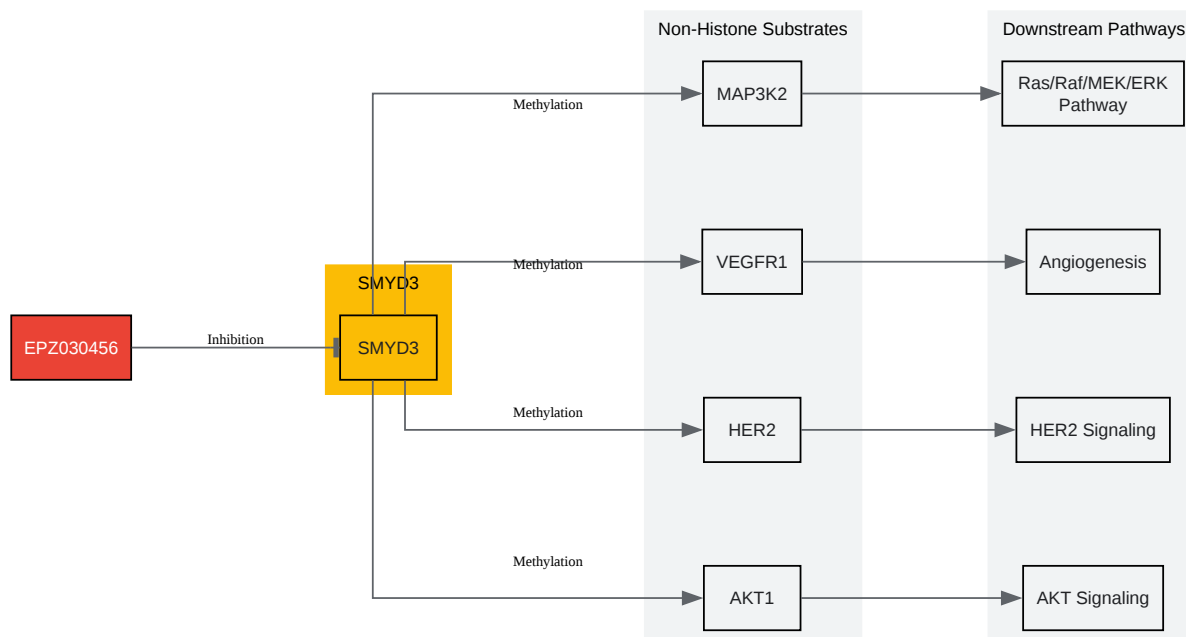 Non-Histone Substrates
Downstream Pathways
MAP3K2
Ras/Raf/MEK/ERK
Pathway
Methylation
VEGFR1
Angiogenesis
Methylation
SMYD3
EPZ030456
Inhibition
SMYD3
Methylation
HER2
HER2 Signaling
Methylation
AKT1
AKT Signaling